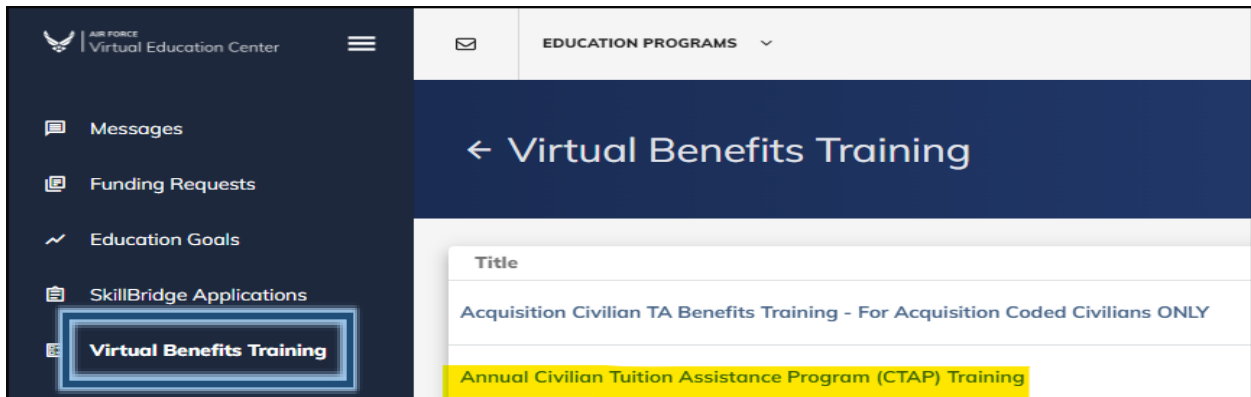 AIR FORCE
Virtual Education Center
EDUCATION PROGRAMS
Messages
Funding Requests
Education Goals
SkillBridge Applications
Virtual Benefits Training
← Virtual Benefits Training
Title
Acquisition Civilian TA Benefits Training - For Acquisition Coded Civilians ONLY
Annual Civilian Tuition Assistance Program (CTAP) Training